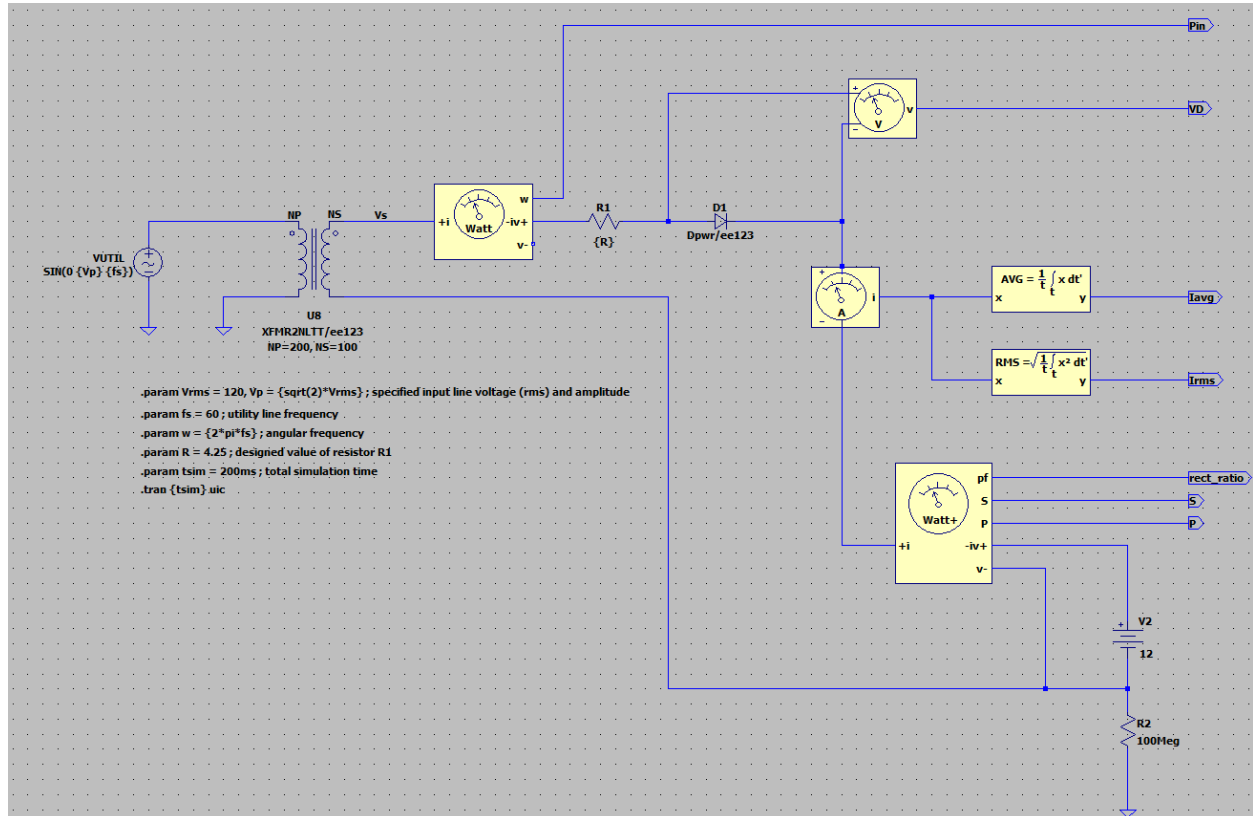 Pin
+
V
v
−
VD
NP
NS
Vs
w
+i
Watt
-iv+
v-
R1
{R}
D1
Dpwr/ee123
VUTIL
SIN(0 {Vp} {fs})
U8
XFMR2NLTT/ee123
NP=200, NS=100
+
A
i
−
AVG = 1/t ∫ x dt'
t
x
y
Iavg
RMS =√1/t ∫ x² dt'
t
x
y
Irms
.param Vrms = 120, Vp = {sqrt(2)*Vrms} ; specified input line voltage (rms) and amplitude
.param fs = 60 ; utility line frequency
.param w = {2*pi*fs} ; angular frequency
.param R = 4.25 ; designed value of resistor R1
.param tsim = 200ms ; total simulation time
.tran {tsim} uic
pf
rect_ratio
S
S
Watt+
P
P
+i
-iv+
v-
+
V2
12
R2
100Meg